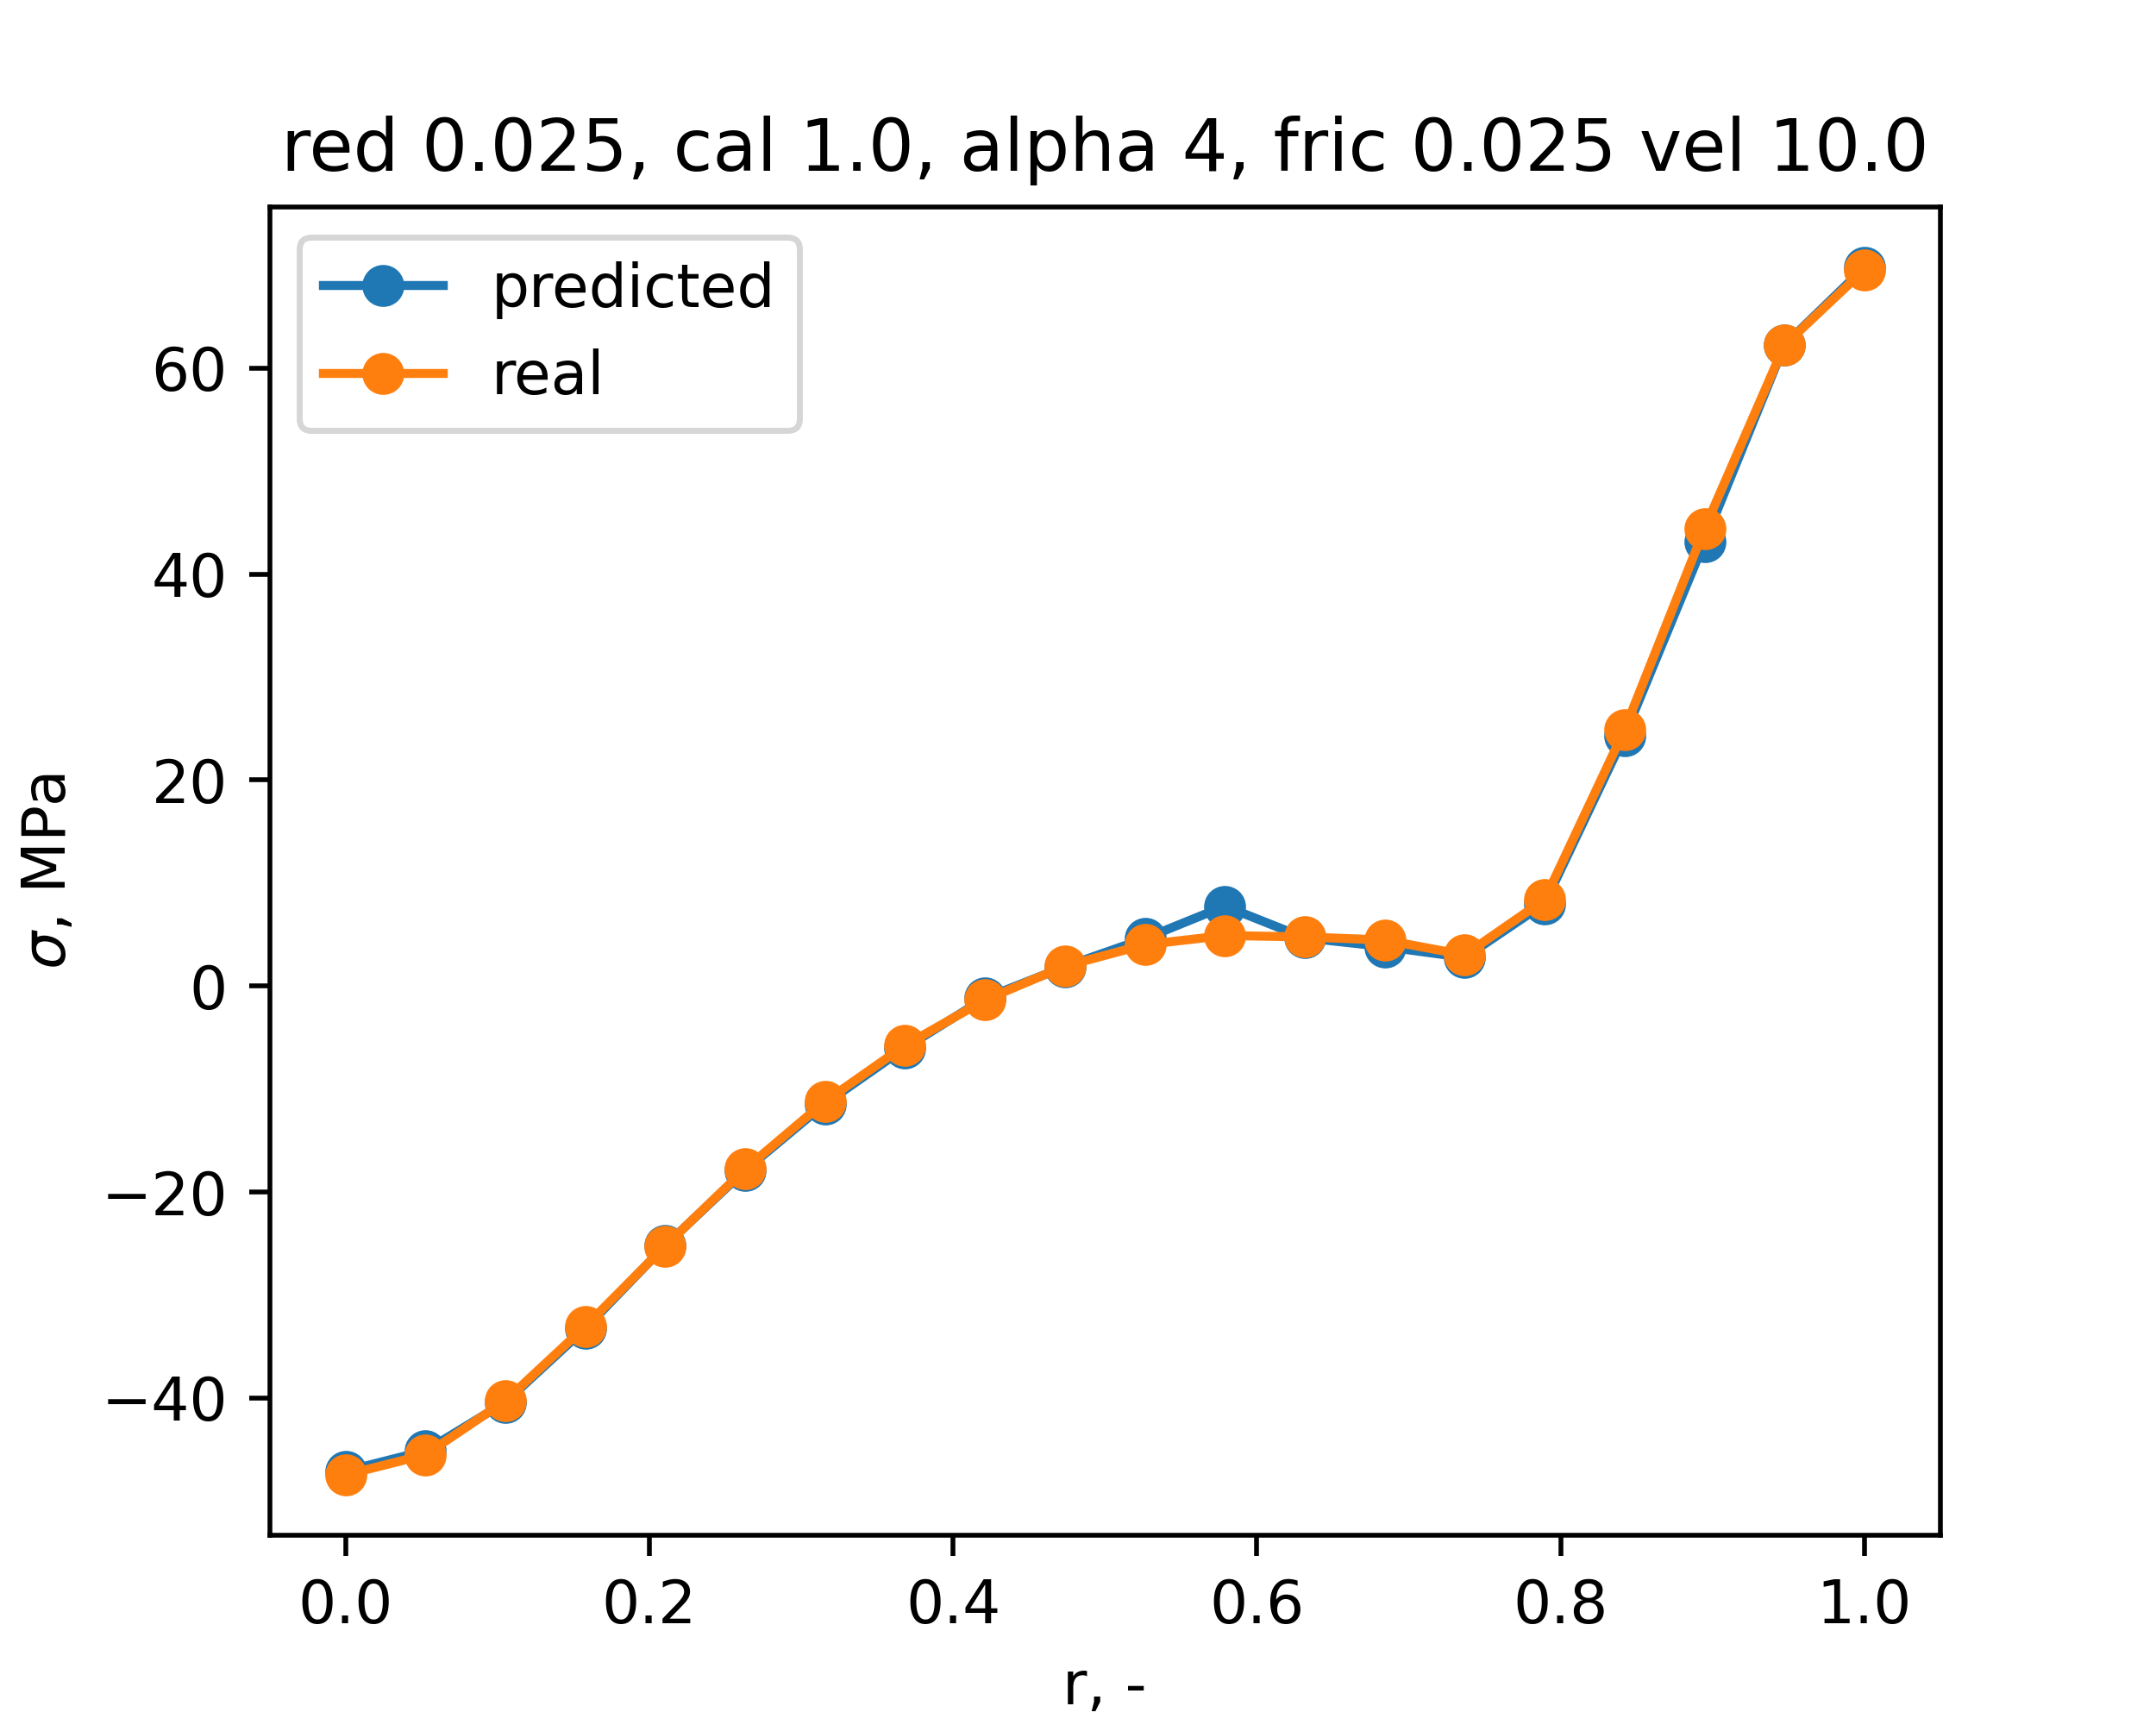 red 0.025, cal 1.0, alpha 4, fric 0.025 vel 10.0
predicted
real
60
40
20
0
−20
−40
σ, MPa
0.0 0.2 0.4 0.6 0.8 1.0
r, -